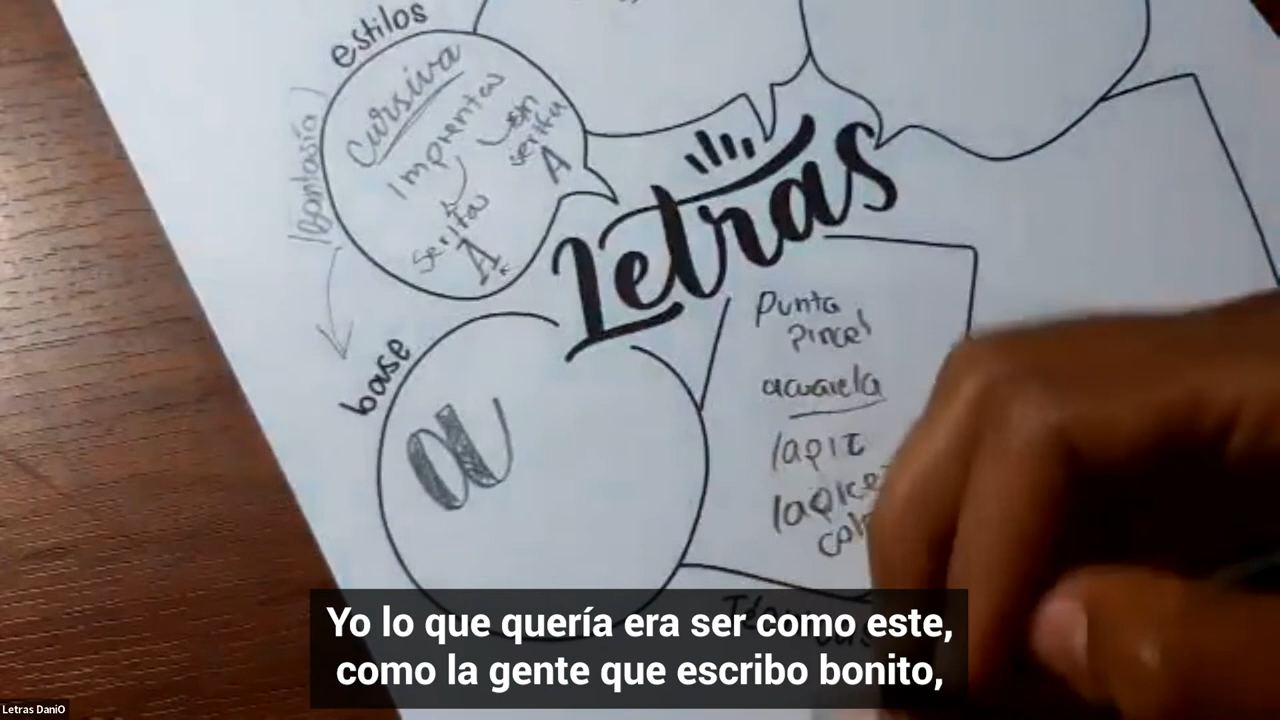 estilos
Cursiva
Imprenta
sin
serifa
A
serifa
A
(fantasía)
Letras
base
a
Punta
Pincel
acuarela
lapiz
Yo lo que quería era ser como este,
como la gente que escribo bonito,
Letras DaniO